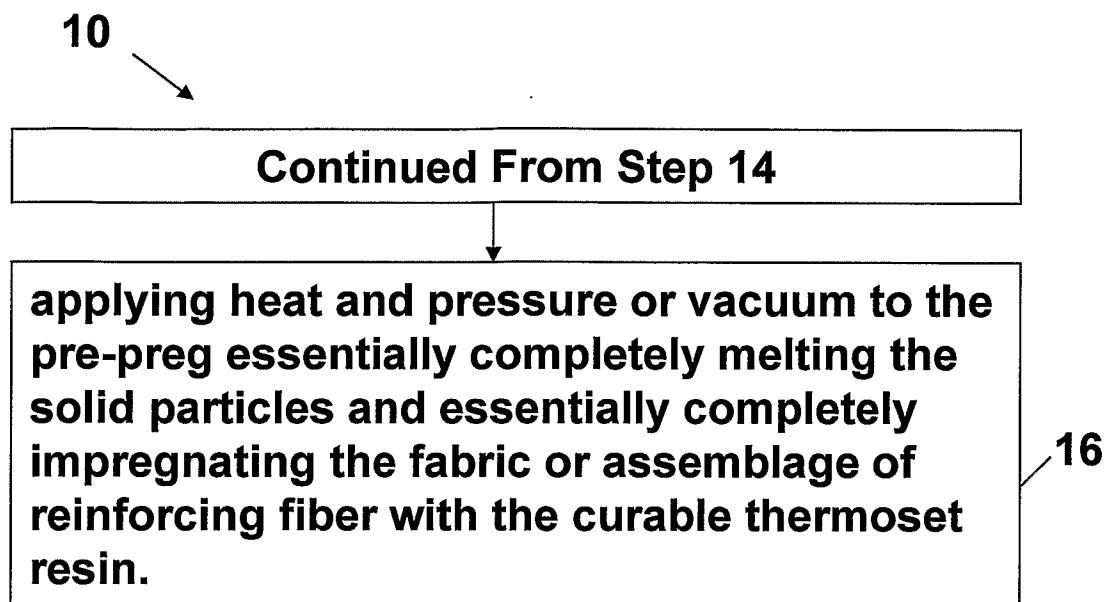 10
Continued From Step 14
applying heat and pressure or vacuum to the
pre-preg essentially completely melting the
solid particles and essentially completely
impregnating the fabric or assemblage of
reinforcing fiber with the curable thermoset
resin.
16